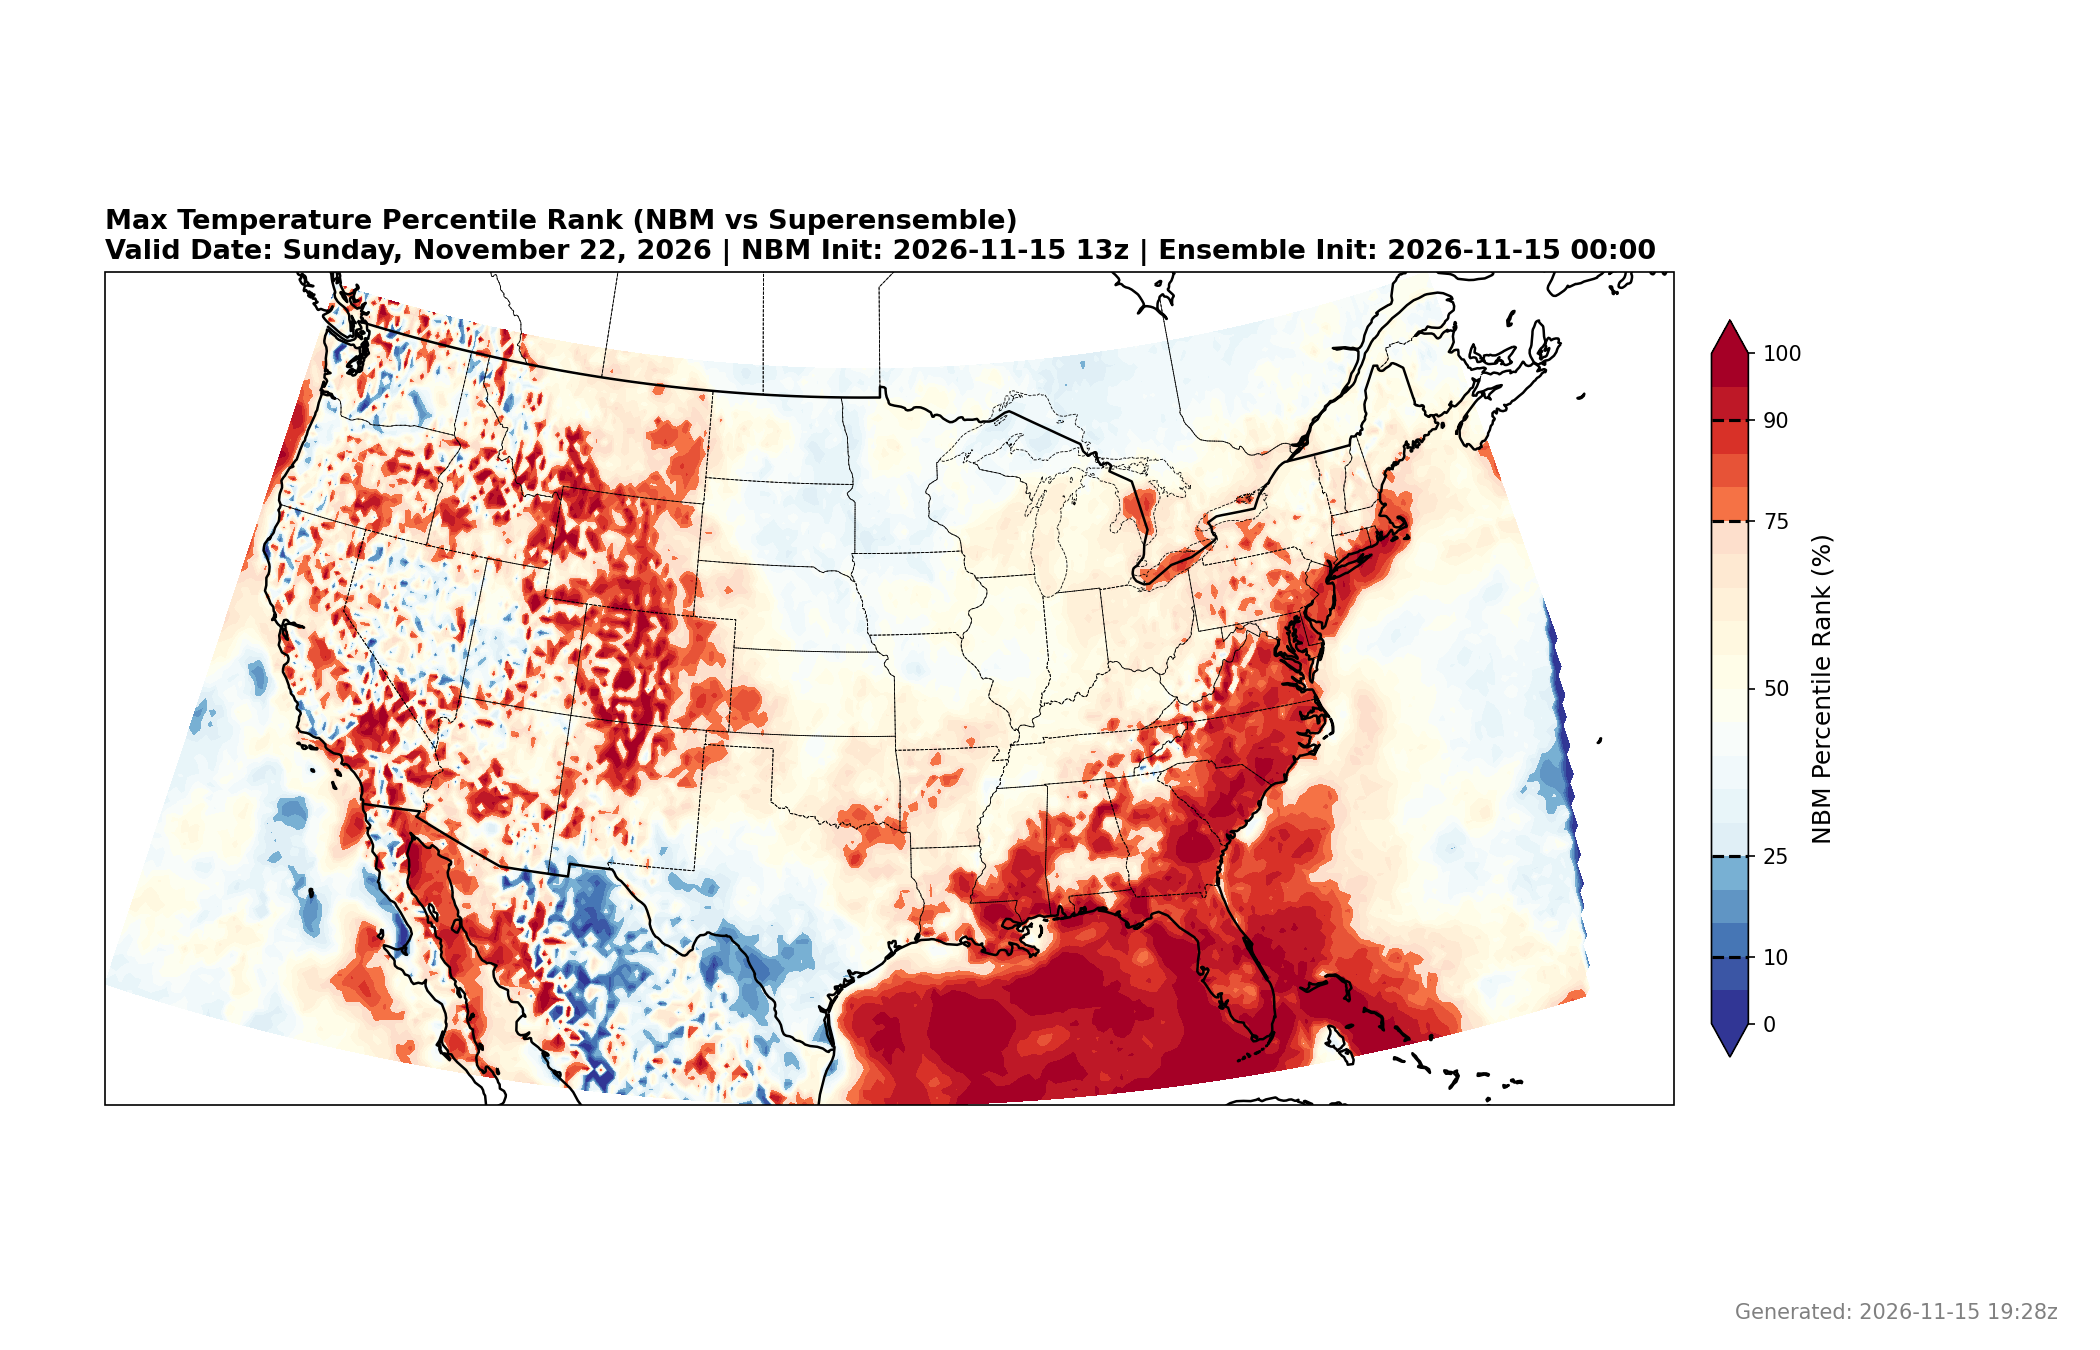 Max Temperature Percentile Rank (NBM vs Superensemble)
Valid Date: Sunday, November 22, 2026 | NBM Init: 2026-11-15 13z | Ensemble Init: 2026-11-15 00:00
100
90
75
50
25
10
0
NBM Percentile Rank (%)
Generated: 2026-11-15 19:28z